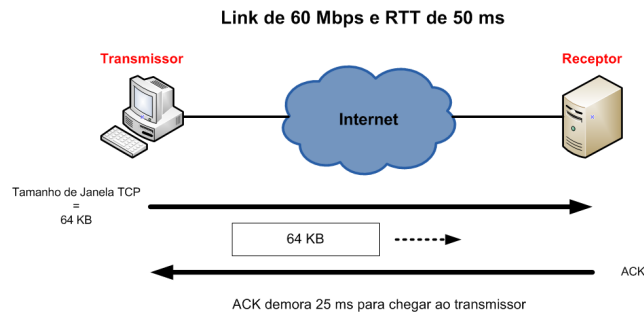 Link de 60 Mbps e RTT de 50 ms
Transmissor
Receptor
Internet
Tamanho de Janela TCP
=
64 KB
64 KB
ACK
ACK demora 25 ms para chegar ao transmissor